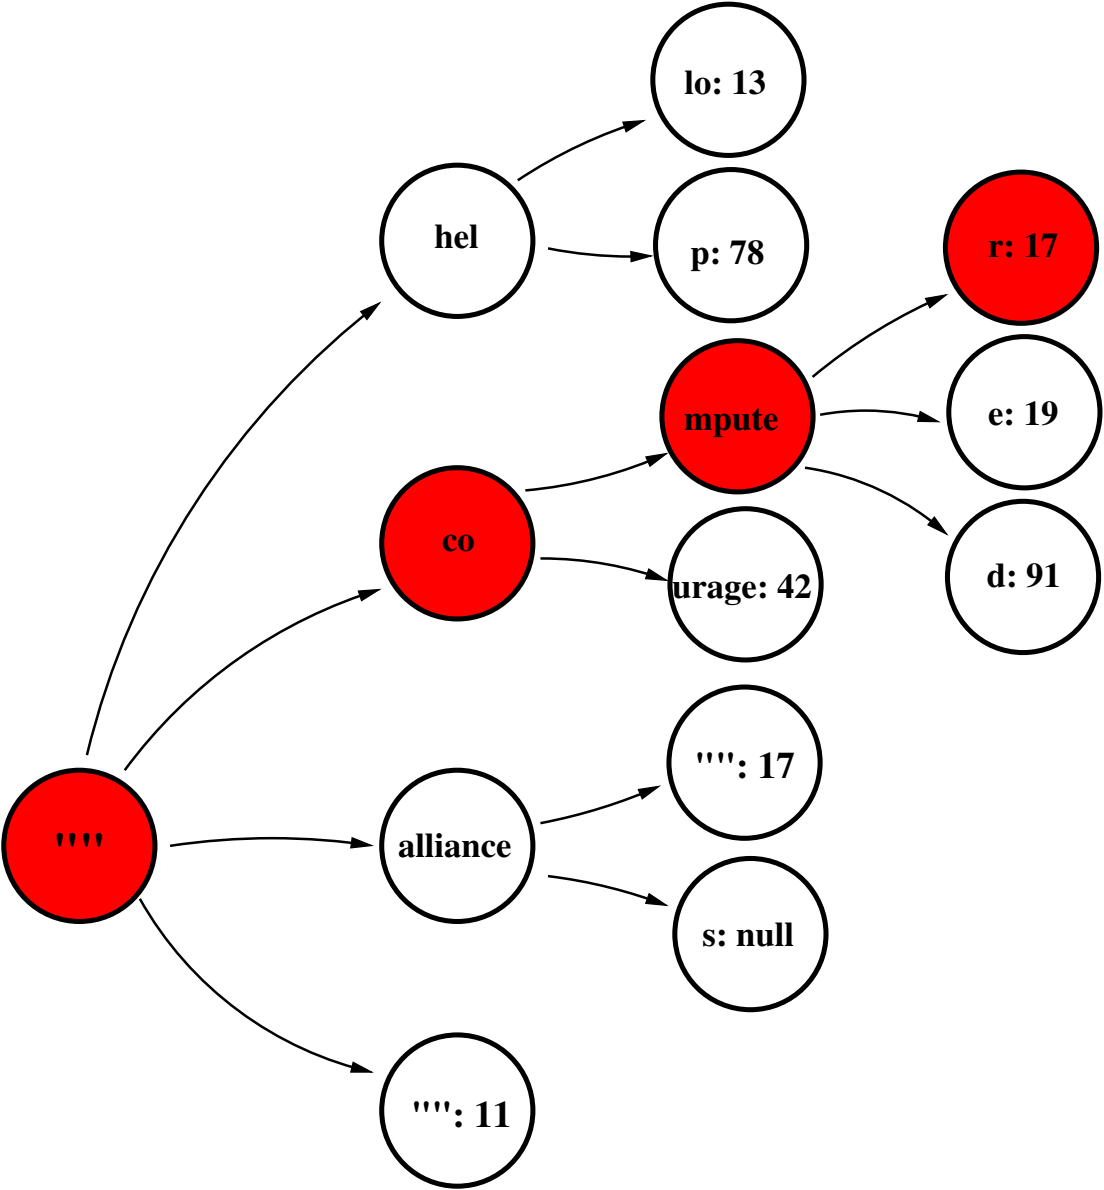 lo: 13
hel
p: 78
r: 17
mpute
e: 19
co
urage: 42
d: 91
"": 17
""
alliance
s: null
"": 11